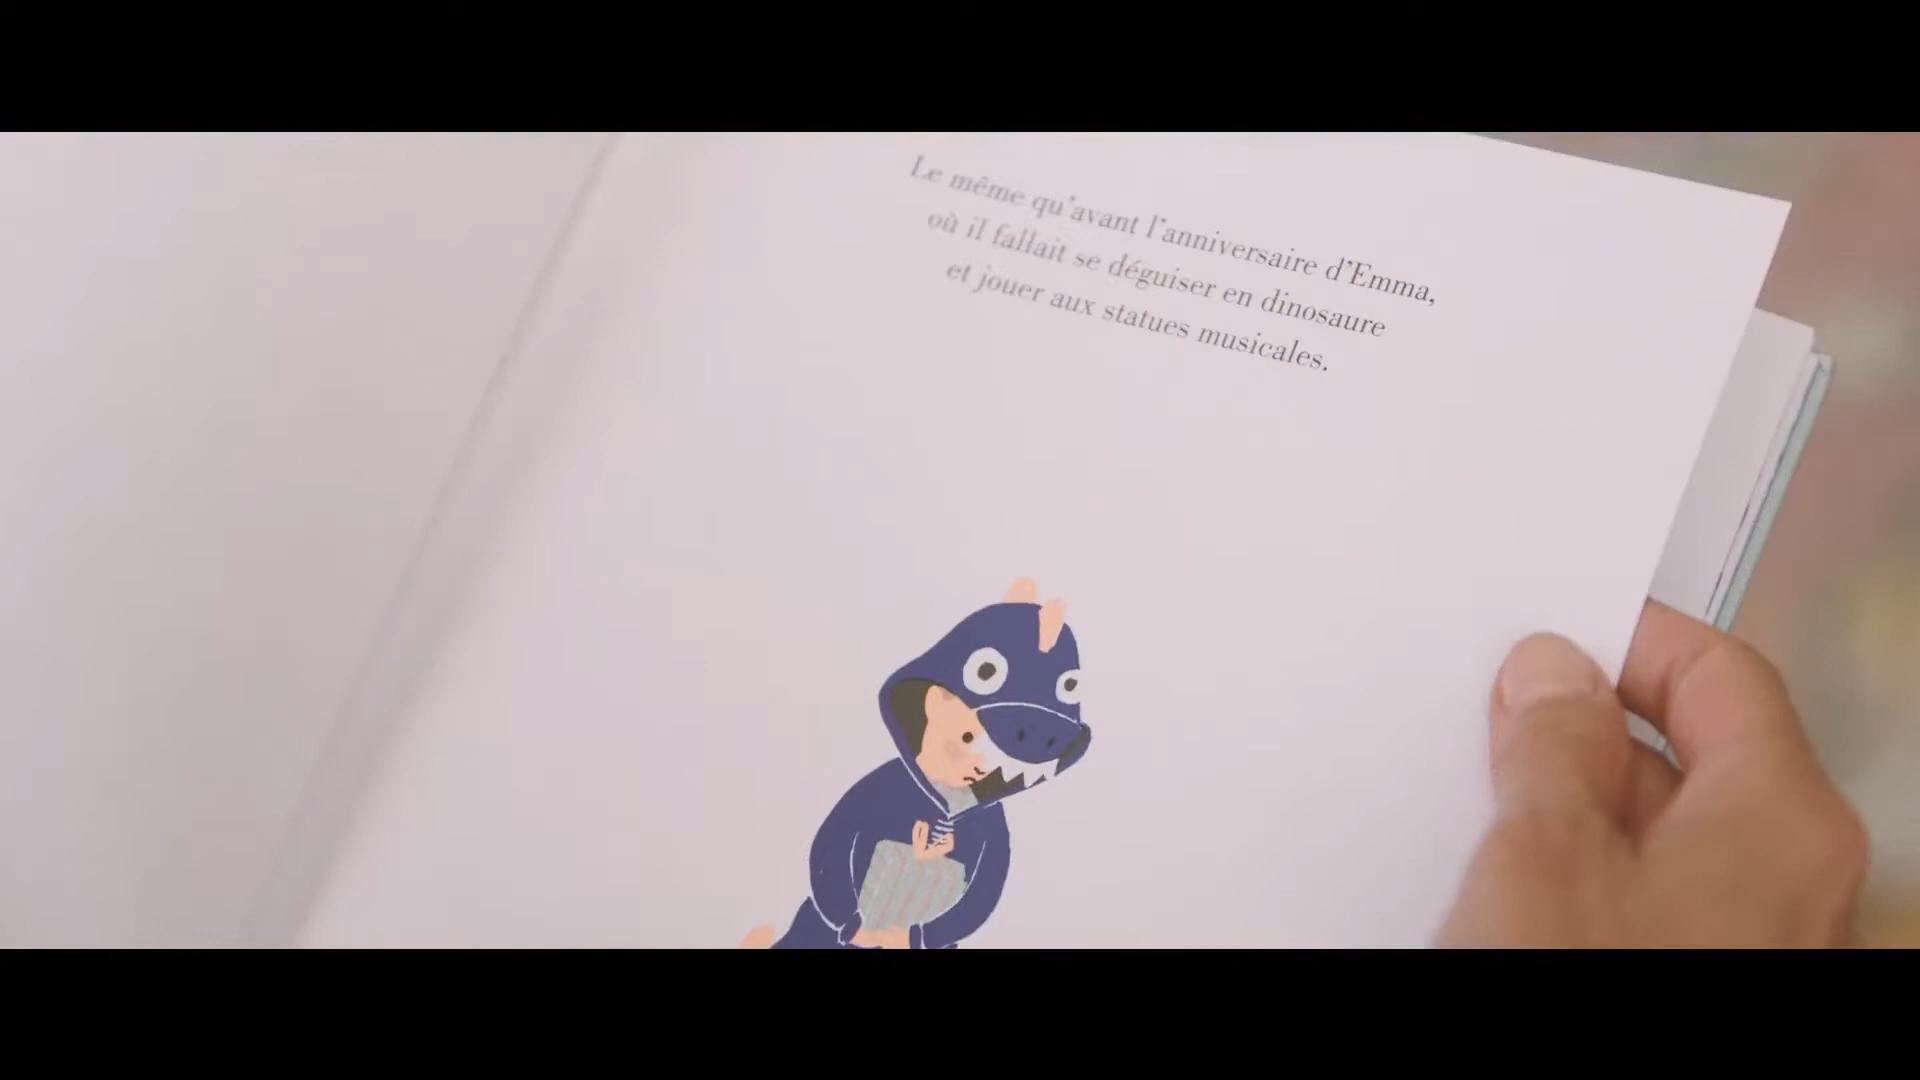 Le même qu'avant l'anniversaire d'Emma,
où il fallait se déguiser en dinosaure
et jouer aux statues musicales.